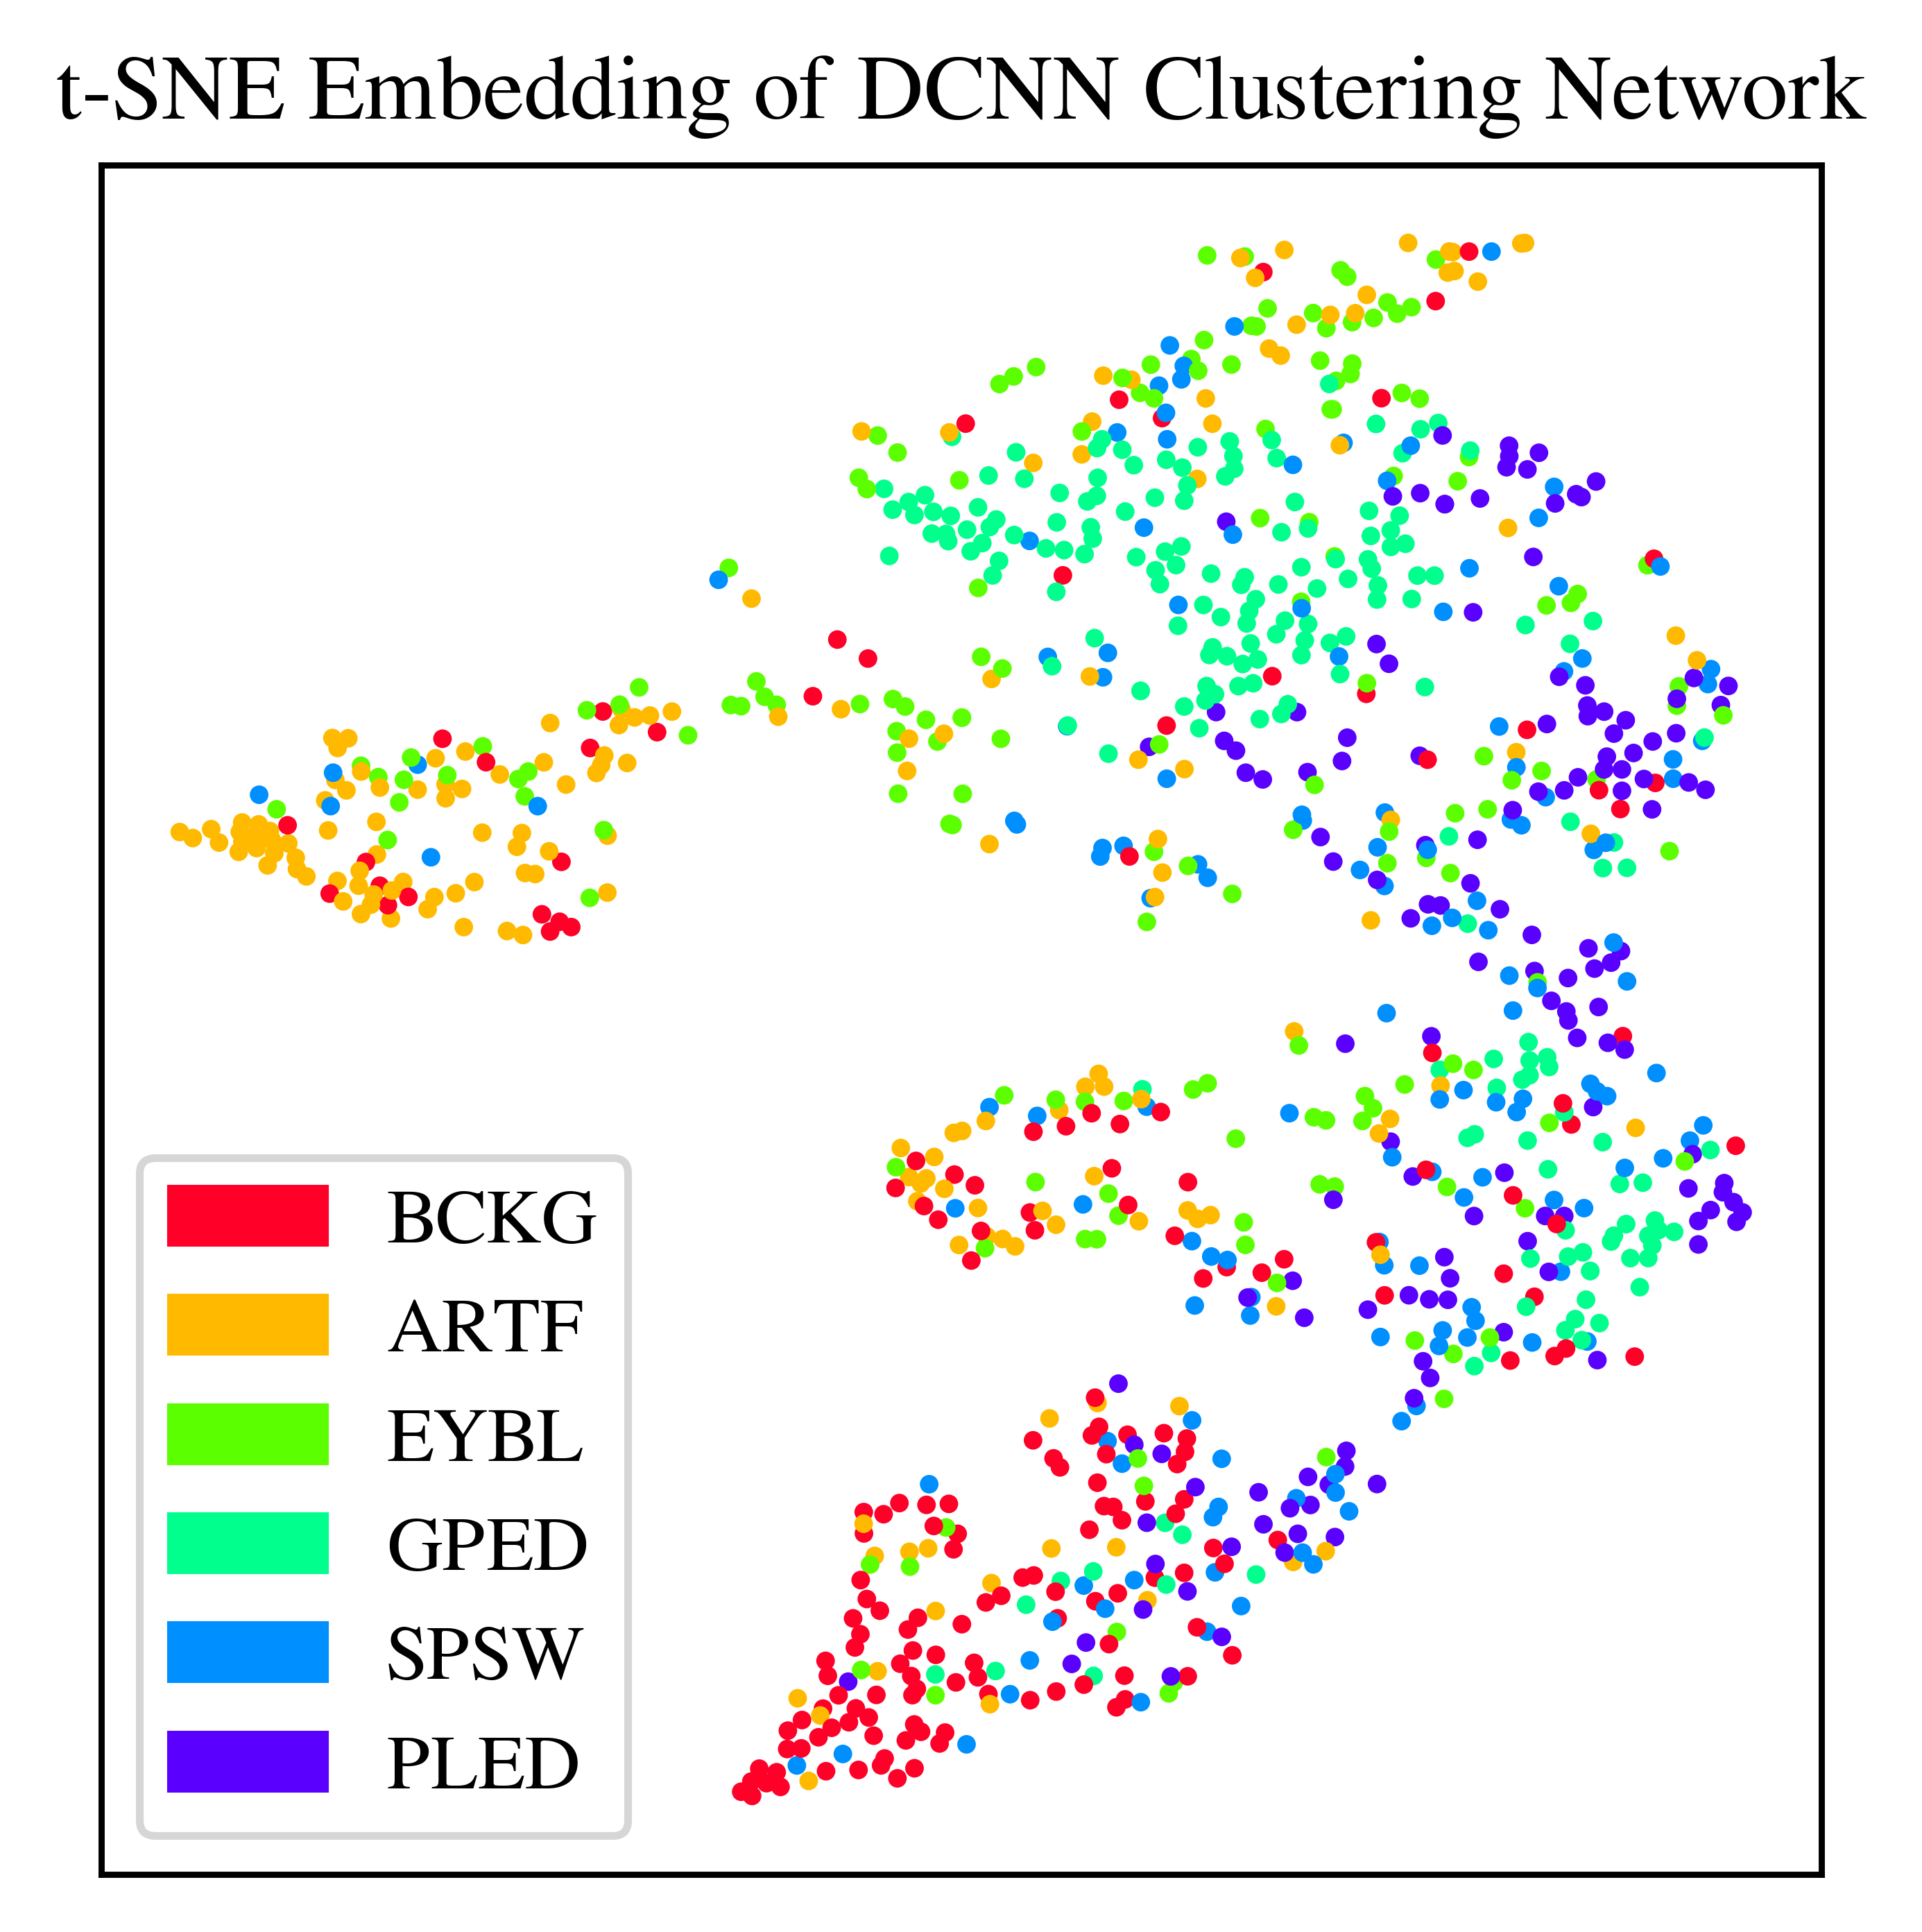 t-SNE Embedding of DCNN Clustering Network
BCKG
ARTF
EYBL
GPED
SPSW
PLED